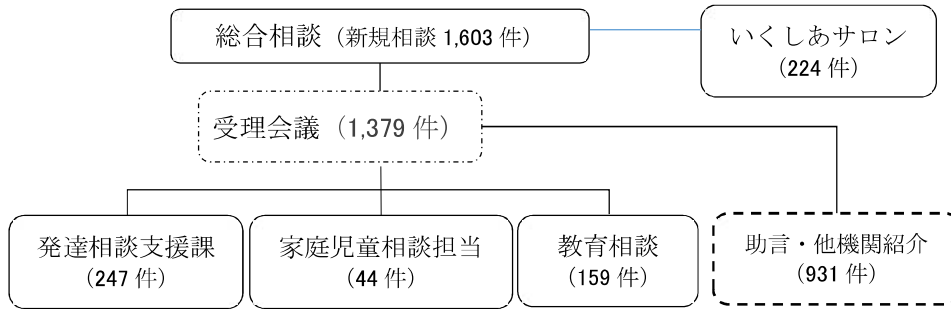 総合相談（新規相談 1,603 件）
いくしあサロン
（224 件）
受理会議（1,379 件）
発達相談支援課
（247 件）
家庭児童相談担当
（44 件）
教育相談
（159 件）
助言・他機関紹介
（931 件）